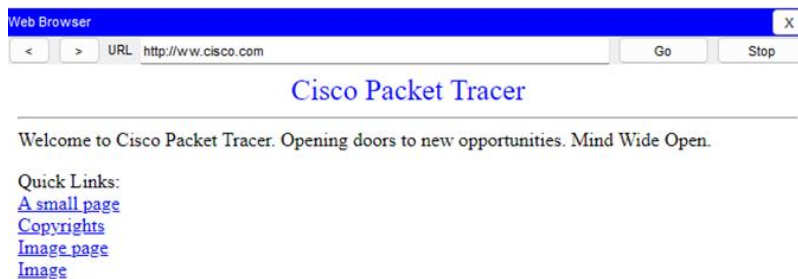 Web Browser X
< > URL http://ww.cisco.com Go Stop
Cisco Packet Tracer
Welcome to Cisco Packet Tracer. Opening doors to new opportunities. Mind Wide Open.
Quick Links:
A small page
Copyrights
Image page
Image